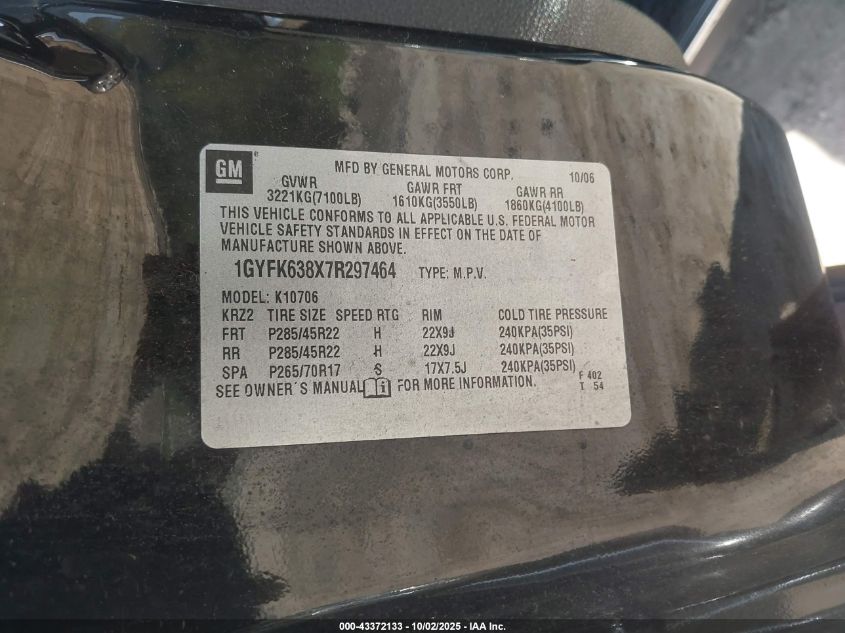 GM
MFD BY GENERAL MOTORS CORP. 10/06
GVWR GAWR FRT GAWR RR
3221KG(7100LB) 1610KG(3550LB) 1860KG(4100LB)
THIS VEHICLE CONFORMS TO ALL APPLICABLE U.S. FEDERAL MOTOR
VEHICLE SAFETY STANDARDS IN EFFECT ON THE DATE OF
MANUFACTURE SHOWN ABOVE.
1GYFK638X7R297464 TYPE: M.P.V.
MODEL: K10706
KRZ2 TIRE SIZE SPEED RTG RIM COLD TIRE PRESSURE
FRT P285/45R22 H 22X9J 240KPA(35PSI)
RR P285/45R22 H 22X9J 240KPA(35PSI)
SPA P265/70R17 S 17X7.5J 240KPA(35PSI)
SEE OWNER'S MANUAL FOR MORE INFORMATION.
F 402
T 54
000-43372133 - 10/02/2025 - IAA Inc.